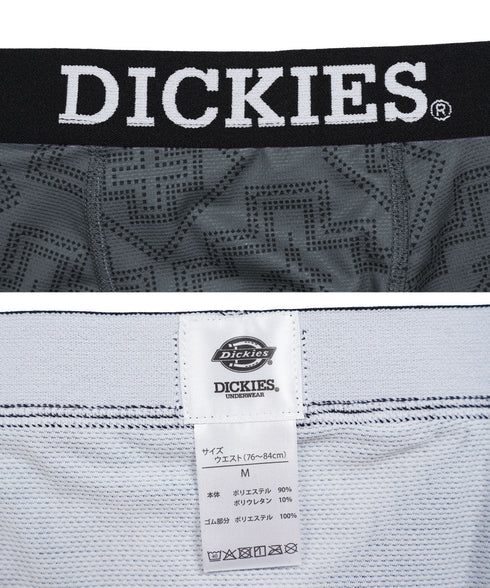 DICKIES®
Dickies
DICKIES®
UNDERWEAR
サイズ
ウエスト(76～84cm)
M
本体 ポリエステル 90%
ポリウレタン 10%
ゴム部分 ポリエステル 100%